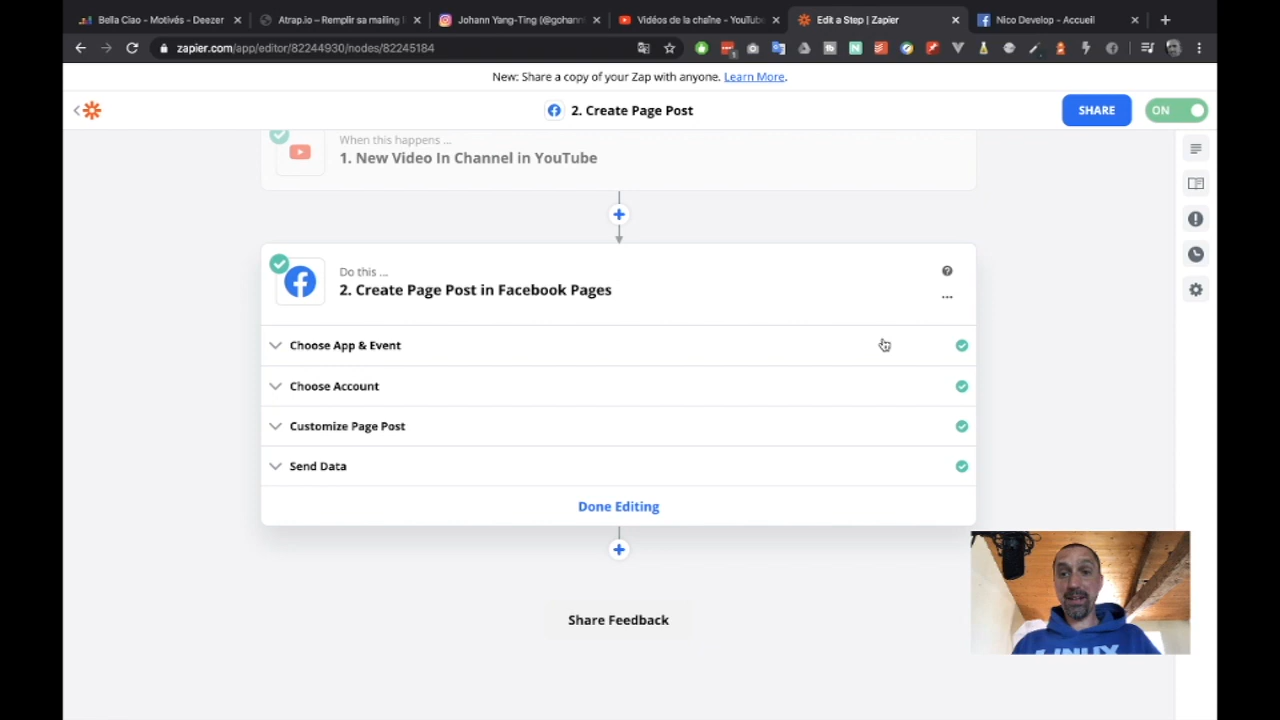 Bella Ciao - Motivés - Deezer
Atrap.io – Remplir sa mailing l
Johann Yang-Ting (@gohann
Vidéos de la chaîne - YouTube
Edit a Step | Zapier
Nico Develop - Accueil
zapier.com/app/editor/82244930/nodes/82245184
New: Share a copy of your Zap with anyone. Learn More.
2. Create Page Post
SHARE
ON
When this happens ...
1. New Video In Channel in YouTube
Do this ...
2. Create Page Post in Facebook Pages
Choose App & Event
Choose Account
Customize Page Post
Send Data
Done Editing
Share Feedback
LINUX